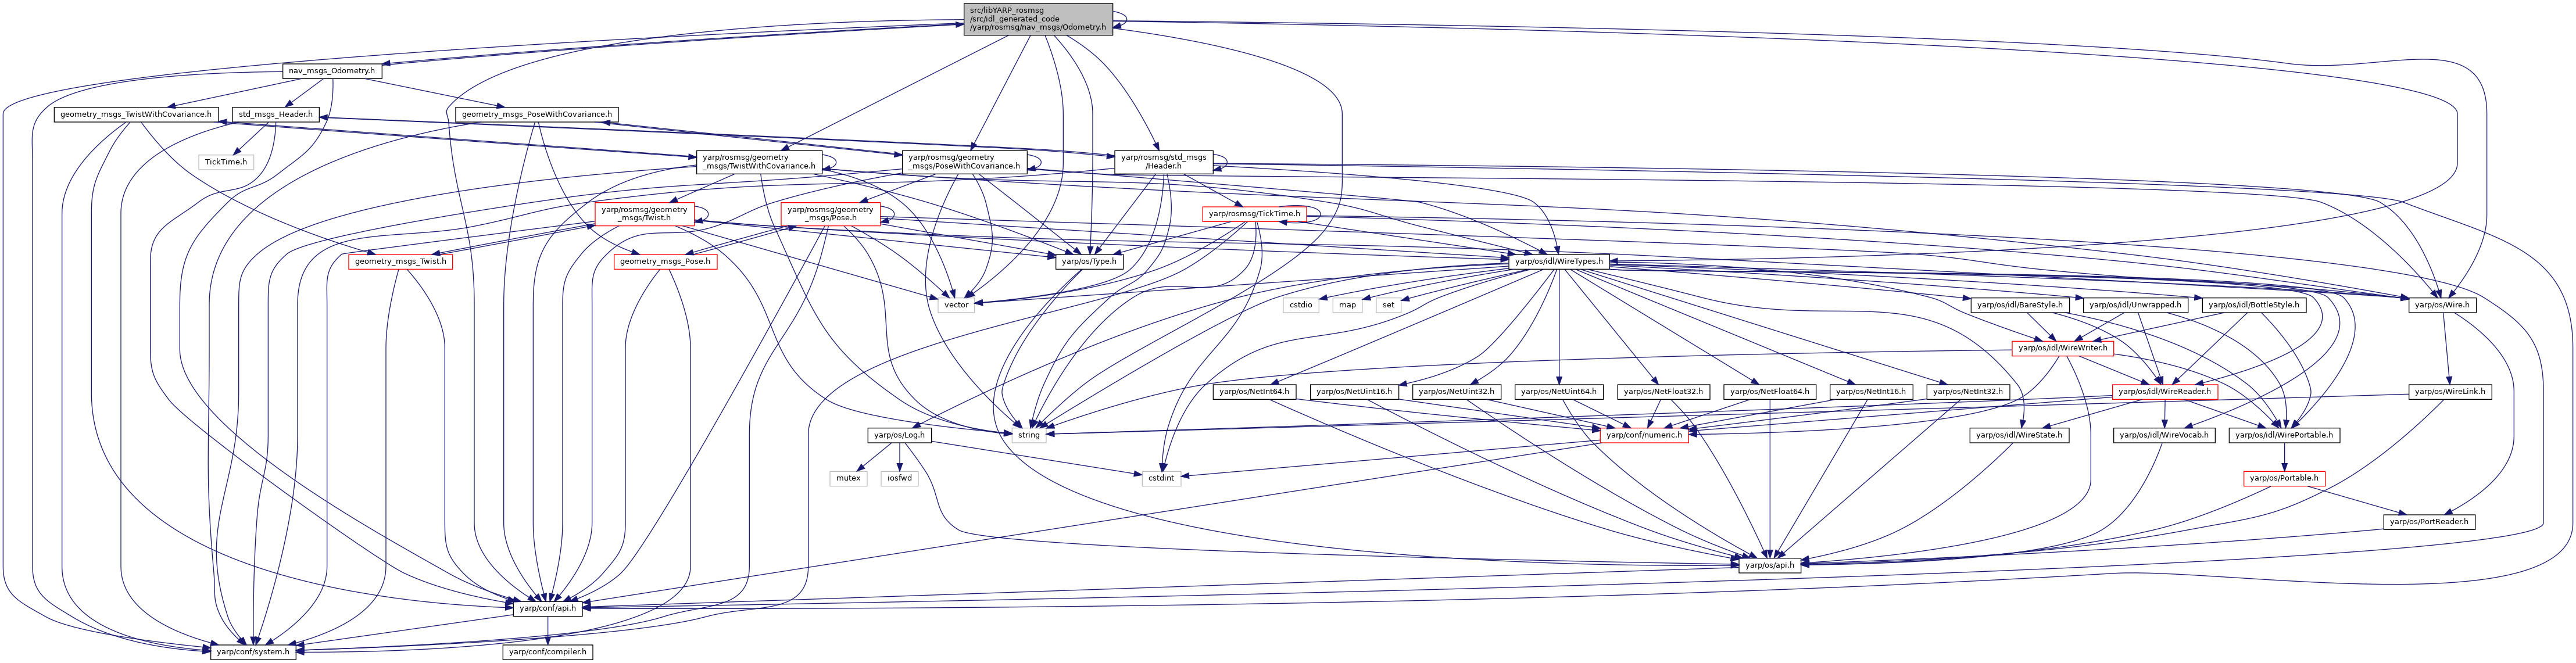 src/libYARP_rosmsg
/src/idl_generated_code
/yarp/rosmsg/nav_msgs/Odometry.h
nav_msgs_Odometry.h
geometry_msgs_TwistWithCovariance.h
std_msgs_Header.h
geometry_msgs_PoseWithCovariance.h
TickTime.h
yarp/rosmsg/geometry
_msgs/TwistWithCovariance.h
yarp/rosmsg/geometry
_msgs/PoseWithCovariance.h
yarp/rosmsg/std_msgs
/Header.h
yarp/rosmsg/geometry
_msgs/Twist.h
yarp/rosmsg/geometry
_msgs/Pose.h
yarp/rosmsg/TickTime.h
geometry_msgs_Twist.h
geometry_msgs_Pose.h
yarp/os/Type.h
yarp/os/idl/WireTypes.h
vector
cstdio
map
set
yarp/os/idl/BareStyle.h
yarp/os/idl/Unwrapped.h
yarp/os/idl/BottleStyle.h
yarp/os/Wire.h
yarp/os/idl/WireWriter.h
yarp/os/NetInt64.h
yarp/os/NetUint16.h
yarp/os/NetUint32.h
yarp/os/NetUint64.h
yarp/os/NetFloat32.h
yarp/os/NetFloat64.h
yarp/os/NetInt16.h
yarp/os/NetInt32.h
yarp/os/idl/WireReader.h
yarp/os/WireLink.h
yarp/os/Log.h
string
yarp/conf/numeric.h
yarp/os/idl/WireState.h
yarp/os/idl/WireVocab.h
yarp/os/idl/WirePortable.h
mutex
iosfwd
cstdint
yarp/os/Portable.h
yarp/os/PortReader.h
yarp/os/api.h
yarp/conf/api.h
yarp/conf/system.h
yarp/conf/compiler.h